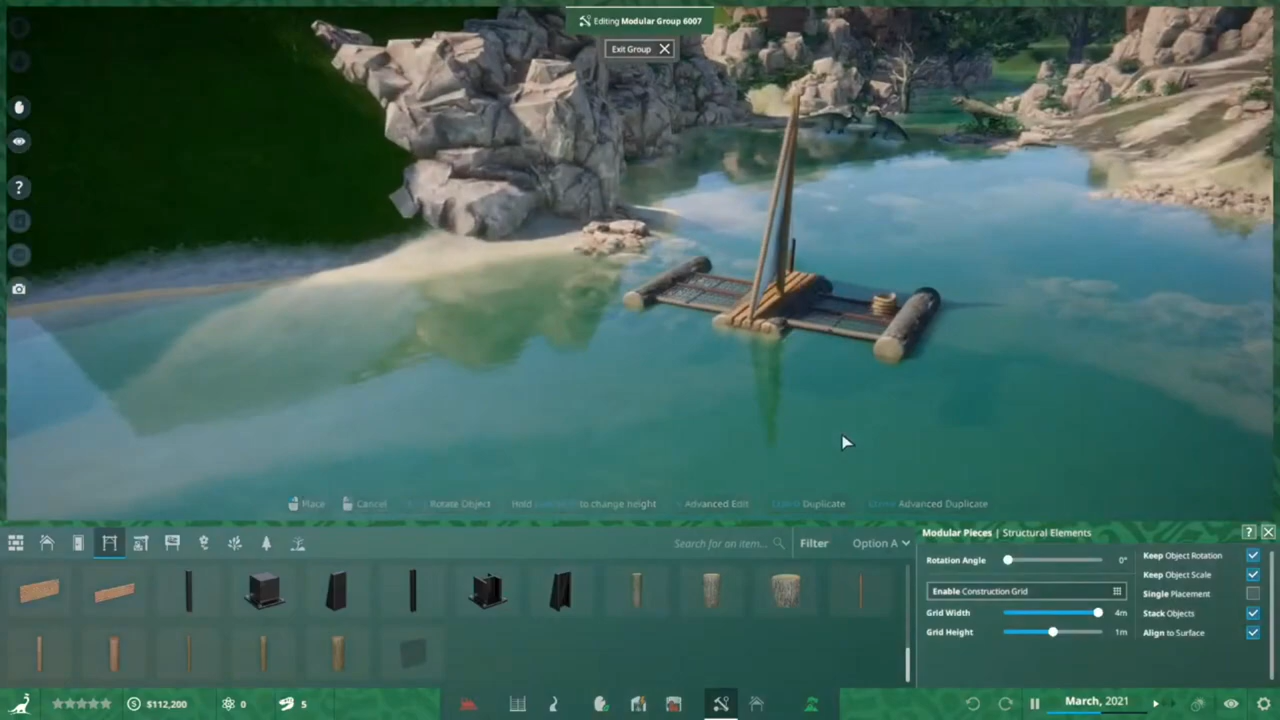 Editing Modular Group 6007
Exit Group
?
Place Cancel Rotate Object Hold to change height Advanced Edit Duplicate Advanced Duplicate
Search for an item... Filter Option A
Modular Pieces | Structural Elements ?
Rotation Angle 0°
Enable Construction Grid
Grid Width 4m
Grid Height 1m
Keep Object Rotation
Keep Object Scale
Single Placement
Stack Objects
Align to Surface
$112,200 0 5 March, 2021